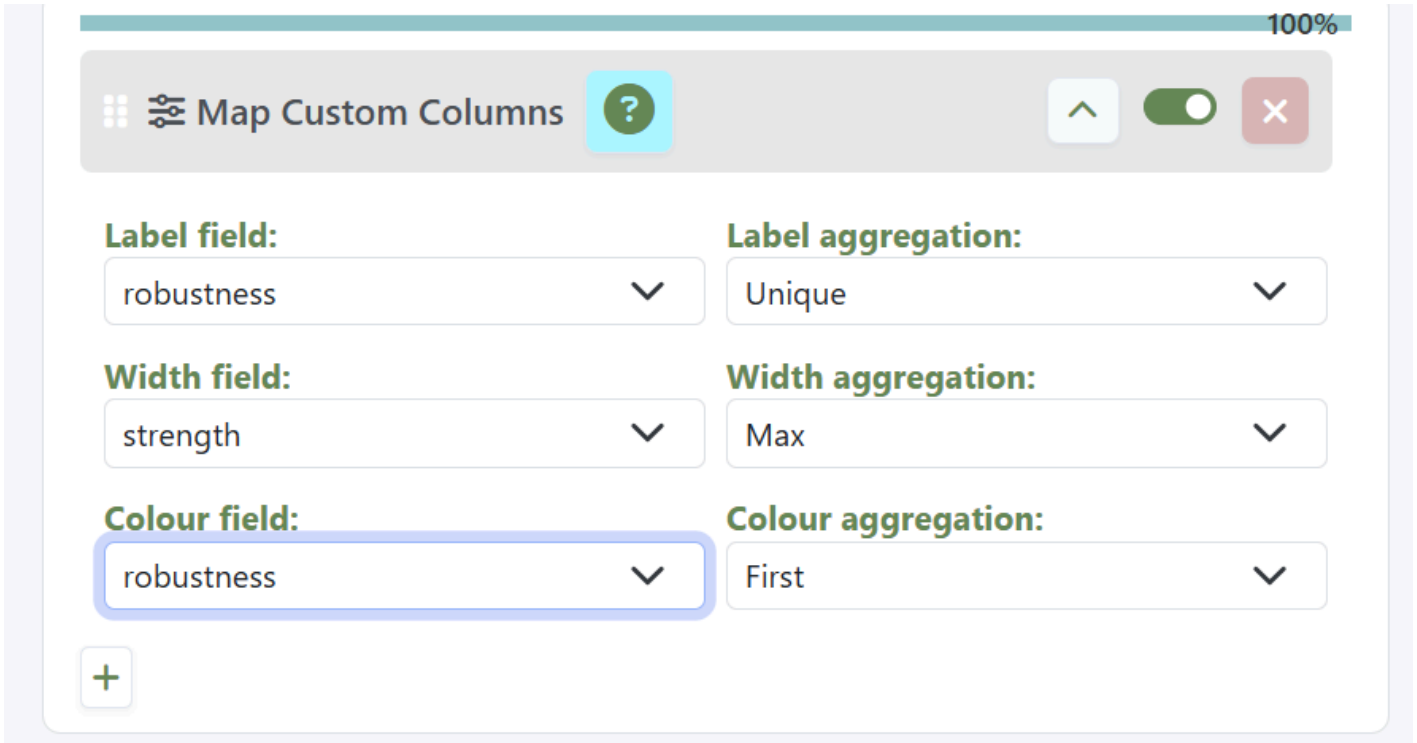 100%
Map Custom Columns ?
Label field: Label aggregation:
robustness Unique
Width field: Width aggregation:
strength Max
Colour field: Colour aggregation:
robustness First